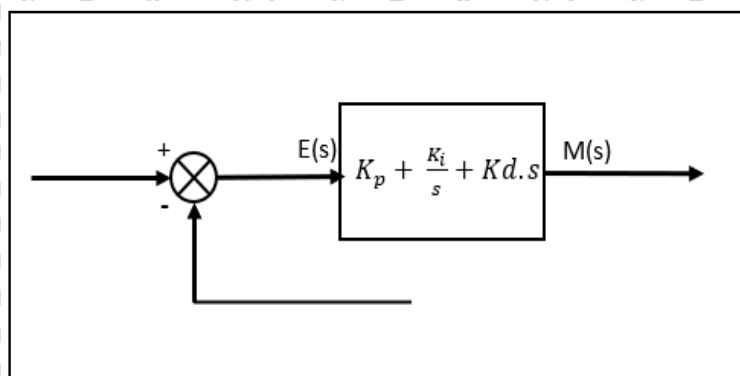 +
E(s)
K_p + K_i/s + Kd.s
M(s)
-